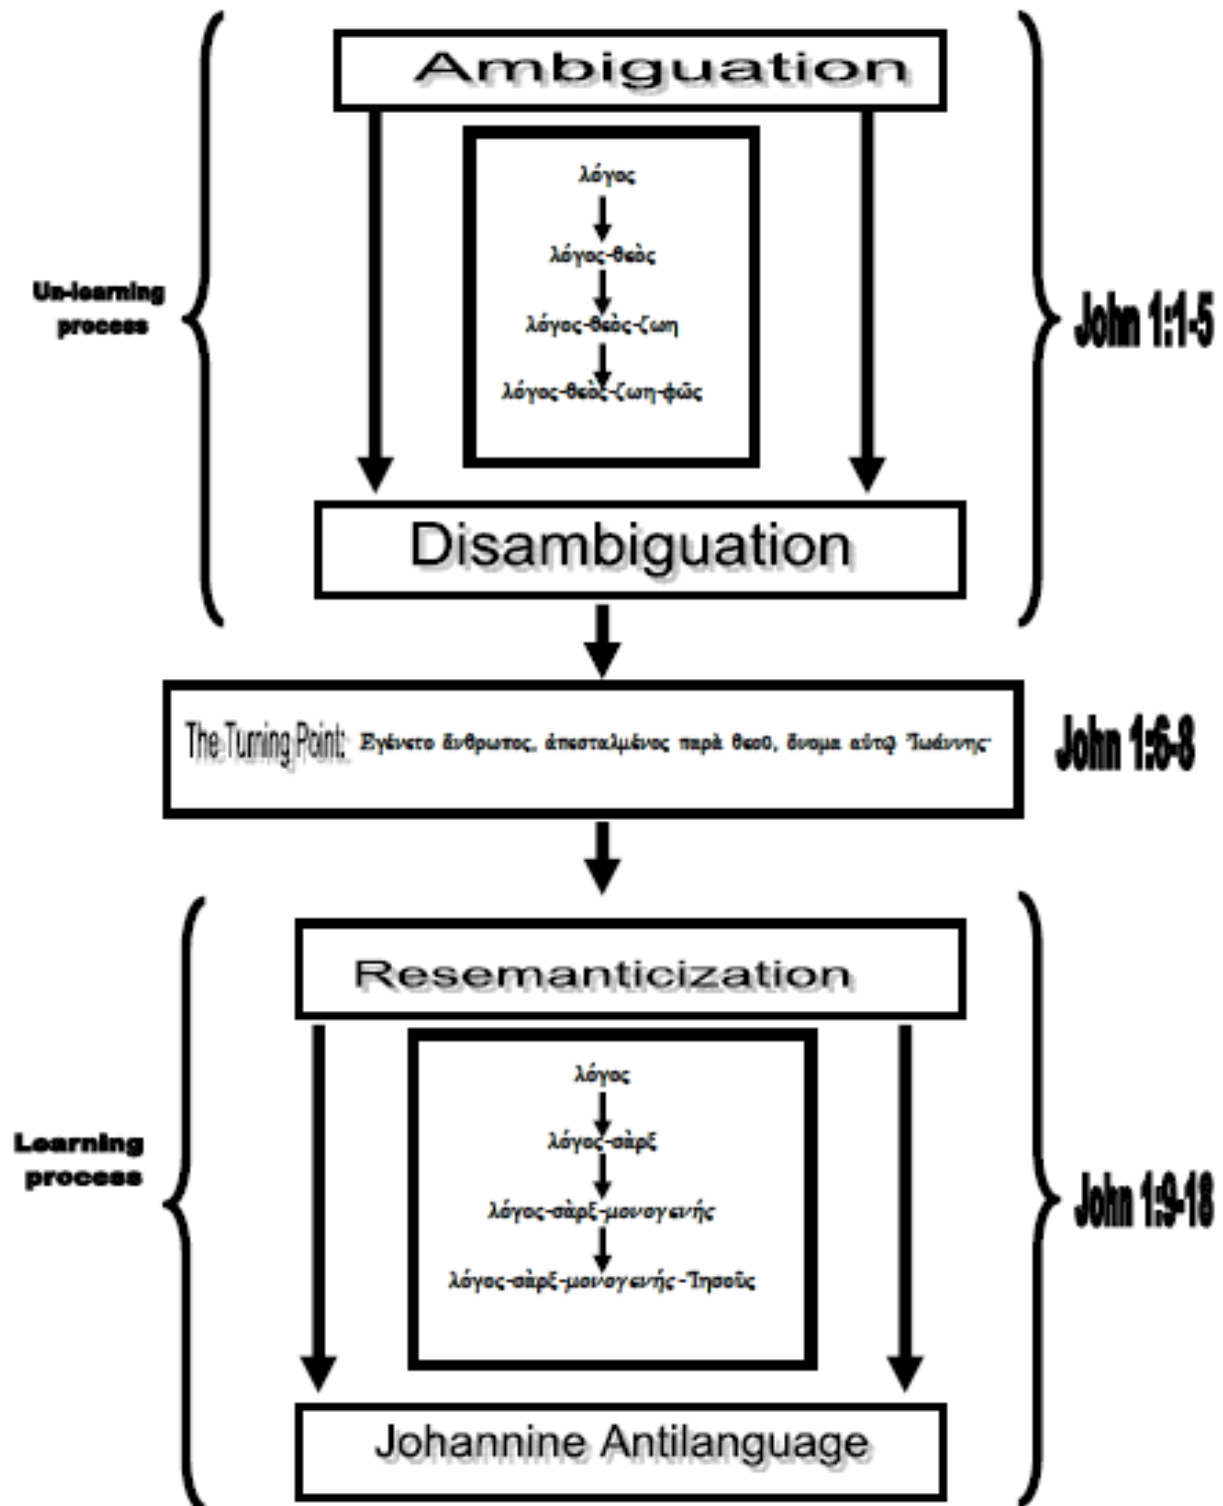 Ambiguation
λόγος
λόγος-θεὸς
Un-learning
process
John 1:1-5
λόγος-θεὸς-ζωη
λόγος-θεὸς-ζωη-φῶς
Disambiguation
The Turning Point: Εγένετο ἄνθρωπος, ἀπεσταλμένος παρὰ θεοῦ, ὄνομα αὐτῷ Ἰωάννης·
John 1:6-8
Resemanticization
λόγος
λόγος-σὰρξ
Learning
process
John 1:9-18
λόγος-σὰρξ-μονογενής
λόγος-σὰρξ-μονογενής-Ἰησοῦς
Johannine Antilanguage